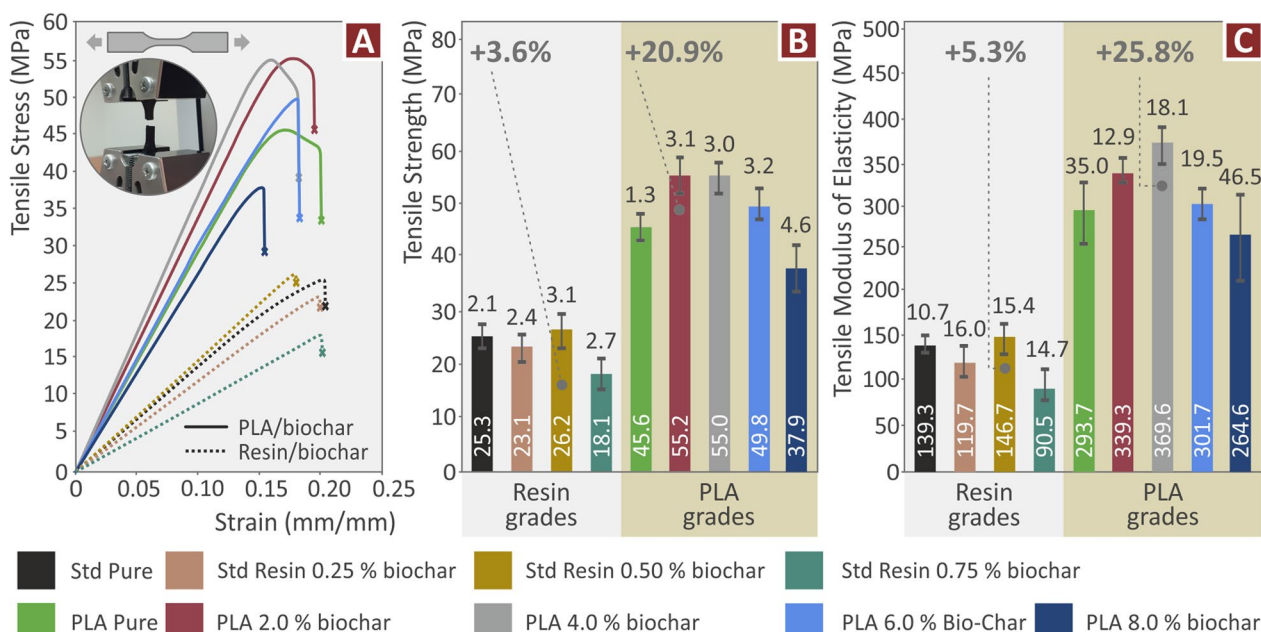 A
Tensile Stress (MPa)
60
55
50
45
40
35
30
25
20
15
10
5
0
PLA/biochar
Resin/biochar
0 0.05 0.10 0.15 0.20 0.25
Strain (mm/mm)
B
Tensile Strength (MPa)
80
70
60
50
40
30
20
10
0
+3.6% +20.9%
2.1 2.4 3.1 2.7 1.3 3.1 3.0 3.2 4.6
25.3 23.1 26.2 18.1 45.6 55.2 55.0 49.8 37.9
Resin
grades
PLA
grades
C
Tensile Modulus of Elasticity (MPa)
500
450
400
350
300
250
200
150
100
50
0
+5.3% +25.8%
10.7 16.0 15.4 14.7 35.0 12.9 18.1 19.5 46.5
139.3 119.7 146.7 90.5 293.7 339.3 369.6 301.7 264.6
Resin
grades
PLA
grades
Std Pure Std Resin 0.25 % biochar Std Resin 0.50 % biochar Std Resin 0.75 % biochar
PLA Pure PLA 2.0 % biochar PLA 4.0 % biochar PLA 6.0 % Bio-Char PLA 8.0 % biochar